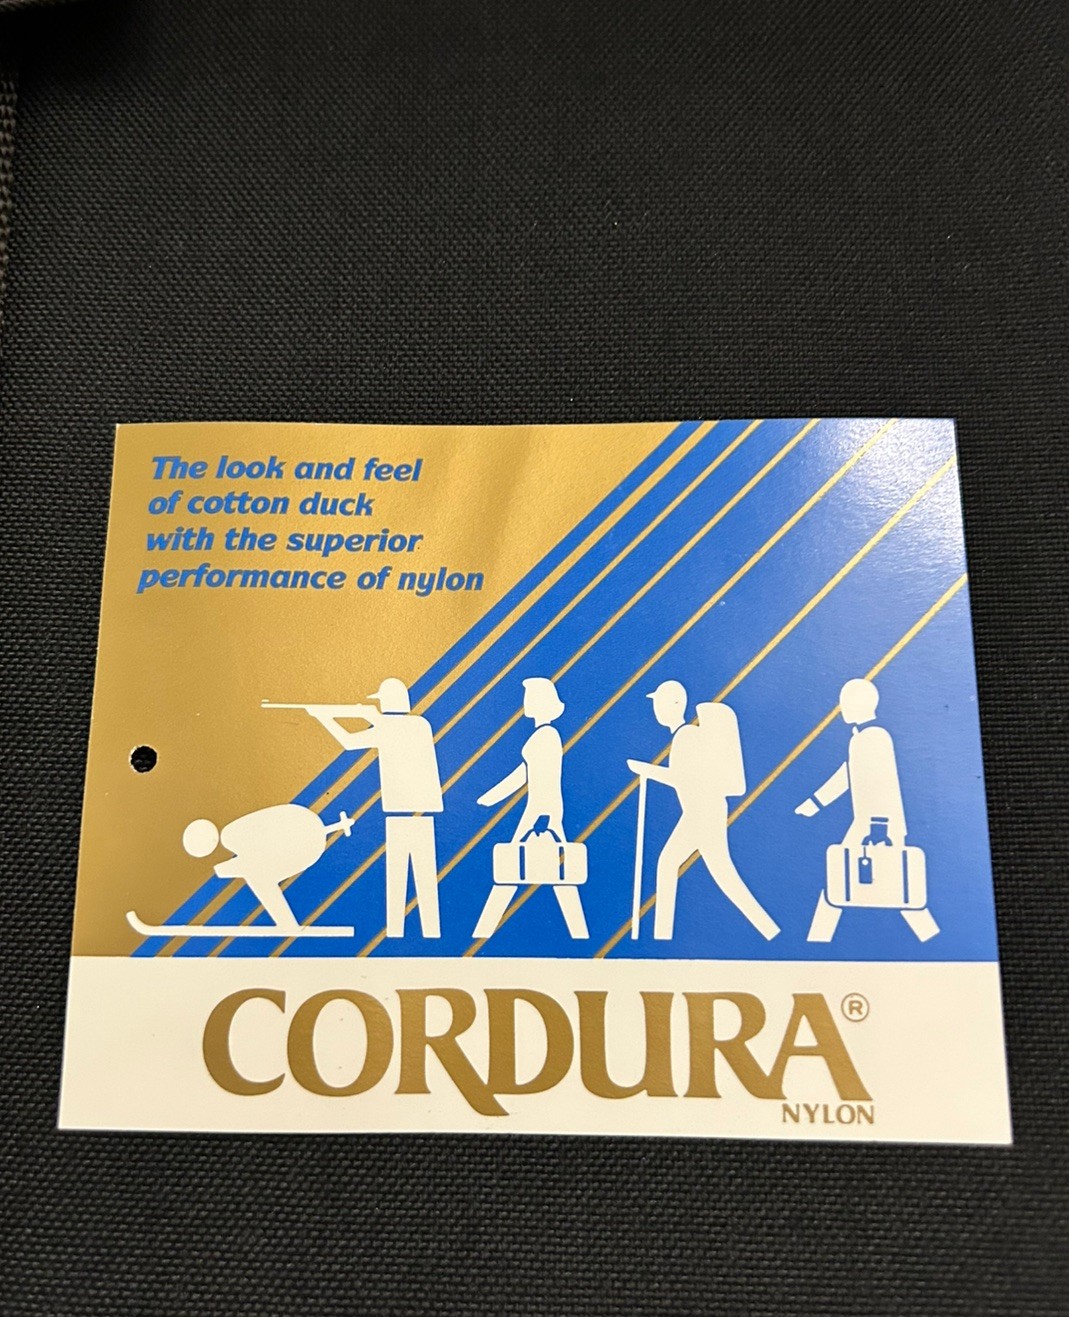 The look and feel
of cotton duck
with the superior
performance of nylon
CORDURA®
NYLON